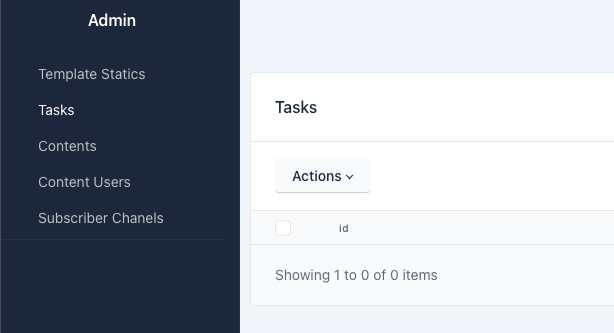 Admin
Template Statics
Tasks
Contents
Content Users
Subscriber Chanels
Tasks
Actions
id
Showing 1 to 0 of 0 items